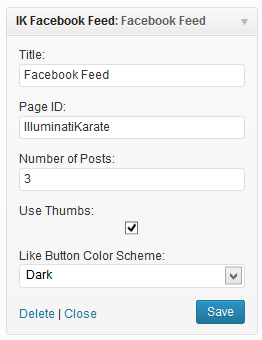 IK Facebook Feed: Facebook Feed
Title:
Facebook Feed
Page ID:
IlluminatiKarate
Number of Posts:
3
Use Thumbs:
Like Button Color Scheme:
Dark
Delete | Close Save